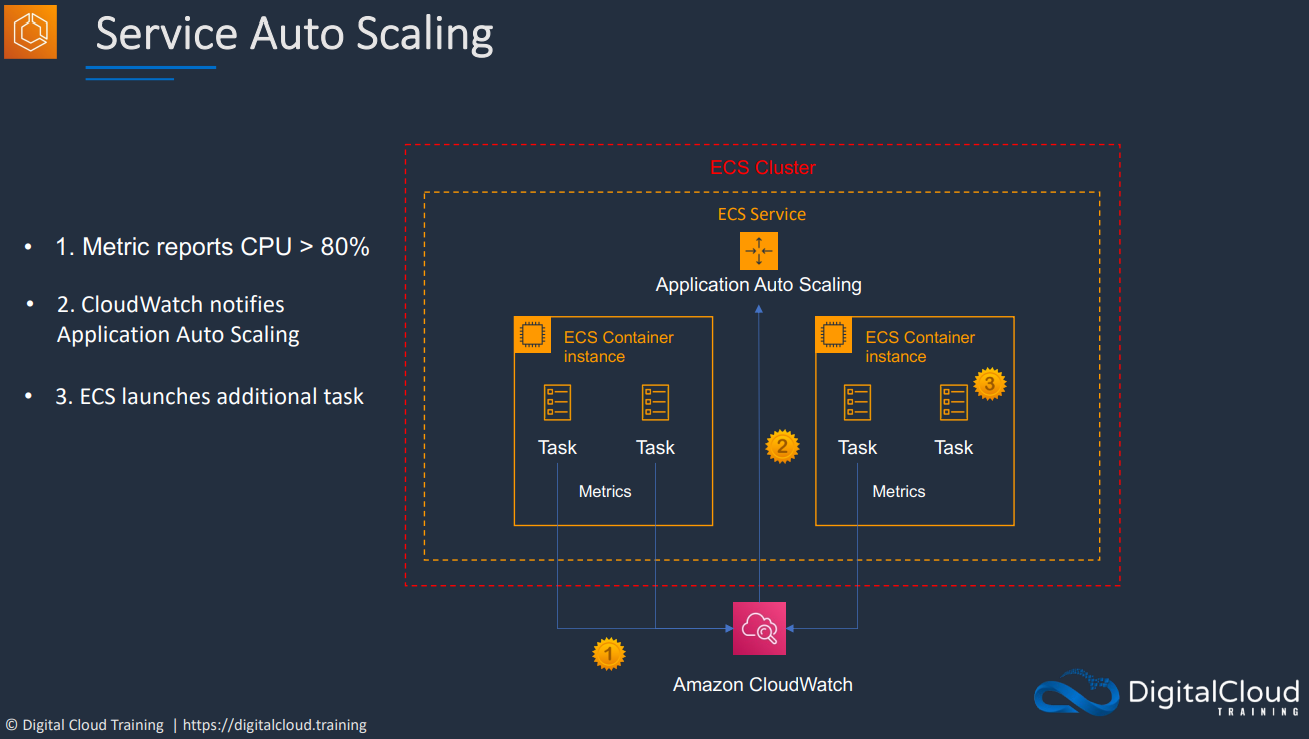 Service Auto Scaling
• 1. Metric reports CPU > 80%
• 2. CloudWatch notifies
Application Auto Scaling
• 3. ECS launches additional task
ECS Cluster
ECS Service
Application Auto Scaling
ECS Container
instance
Task
Task
Metrics
ECS Container
instance
3
Task
Task
Metrics
2
1
Amazon CloudWatch
DigitalCloud
TRAINING
© Digital Cloud Training | https://digitalcloud.training